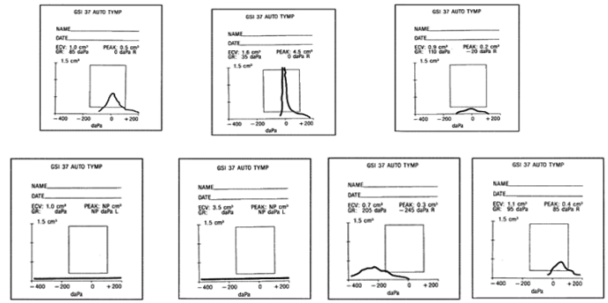 GSI 37 AUTO TYMP
NAME
DATE
ECV: 1.0 cm³ PEAK: 0.5 cm³
GR: 85 daPa 0 daPa R
1.5 cm³
-400 -200 0 +200
daPa
GSI 37 AUTO TYMP
NAME
DATE
ECV: 1.6 cm³ PEAK: 4.5 cm³
GR: 35 daPa 0 daPa R
1.5 cm³
-400 -200 0 +200
daPa
GSI 37 AUTO TYMP
NAME
DATE
ECV: 0.9 cm³ PEAK: 0.2 cm³
GR: 110 daPa -20 daPa R
1.5 cm³
-400 -200 0 +200
daPa
GSI 37 AUTO TYMP
NAME
DATE
ECV: 1.0 cm³ PEAK: NP cm³
GR: daPa NP daPa L
1.5 cm³
-400 -200 0 +200
daPa
GSI 37 AUTO TYMP
NAME
DATE
ECV: 3.5 cm³ PEAK: NP cm³
GR: daPa NP daPa L
1.5 cm³
-400 -200 0 +200
daPa
GSI 37 AUTO TYMP
NAME
DATE
ECV: 0.7 cm³ PEAK: 0.3 cm³
GR: 205 daPa -245 daPa R
1.5 cm³
-400 -200 0 +200
daPa
GSI 37 AUTO TYMP
NAME
DATE
ECV: 1.1 cm³ PEAK: 0.4 cm³
GR: 95 daPa 85 daPa R
1.5 cm³
-400 -200 0 +200
daPa